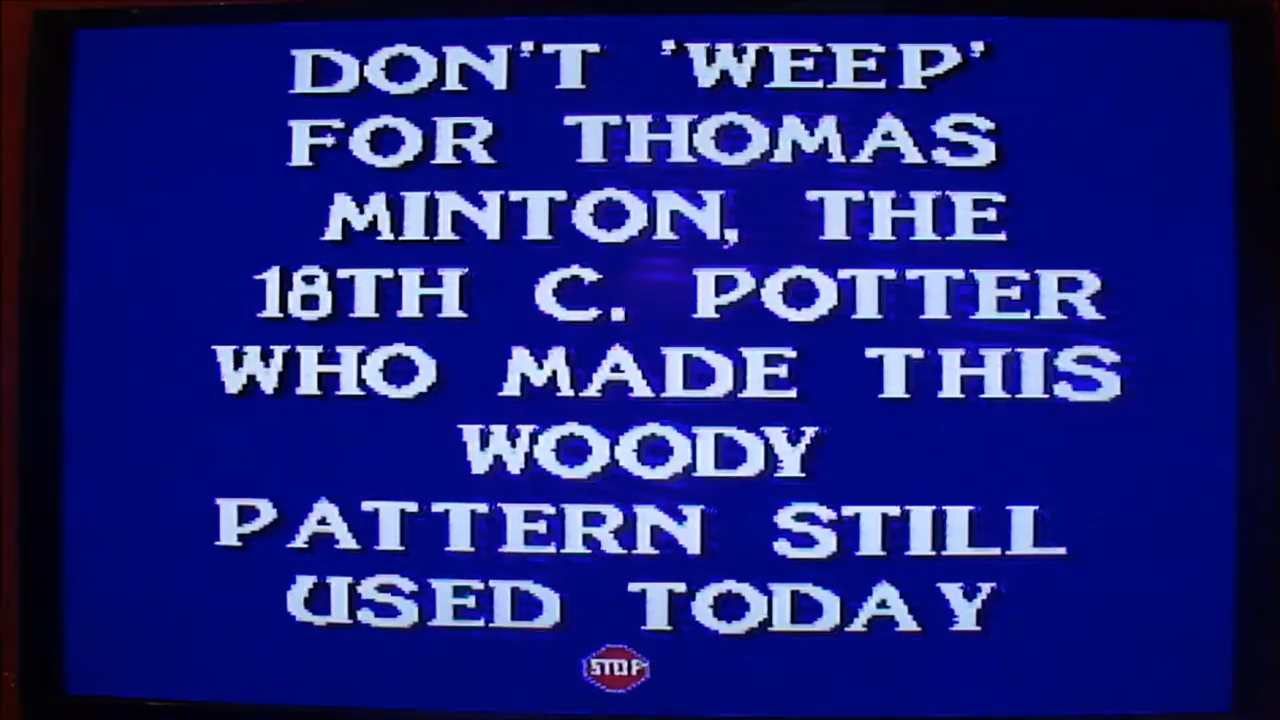 DON'T 'WEEP'
FOR THOMAS
MINTON, THE
18TH C. POTTER
WHO MADE THIS
WOODY
PATTERN STILL
USED TODAY
STOP